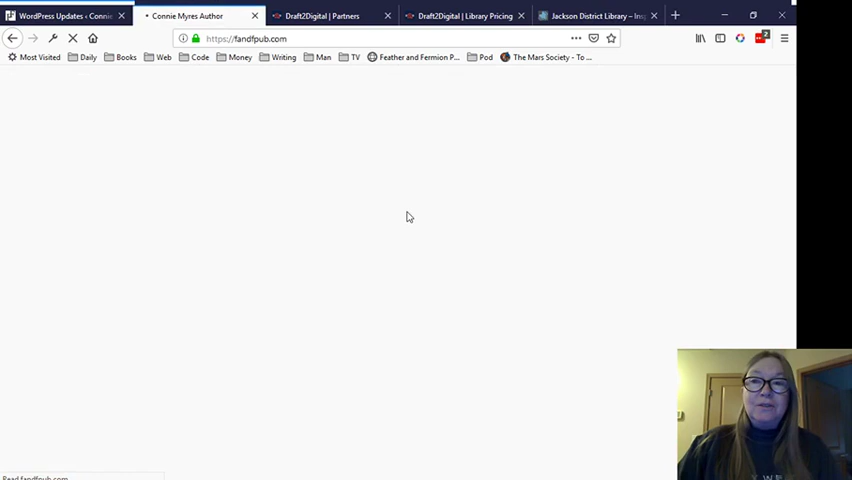 WordPress Updates ‹ Connie
Connie Myres Author
Draft2Digital | Partners
Draft2Digital | Library Pricing
Jackson District Library – Insp
https://fandfpub.com
2
Most Visited Daily Books Web Code Money Writing Man TV Feather and Fermion P... Pod The Mars Society - To ...
Read fandfpub.com